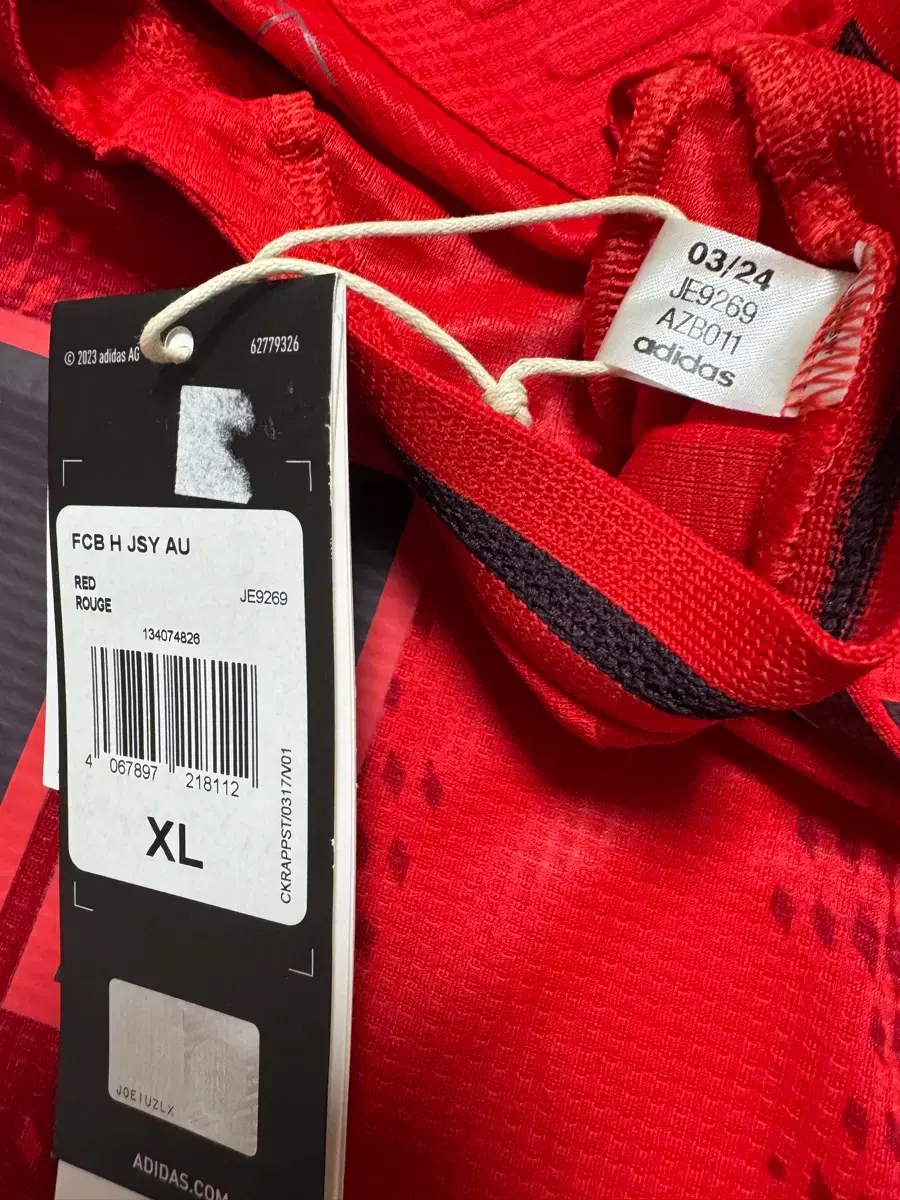 © 2023 adidas AG
62779326
FCB H JSY AU
RED
ROUGE
JE9269
134074826
4 067897 218112
XL
CKRAPPST/0317/V01
JOEIUZLX
ADIDAS.COM
03/24
JE9269
AZB011
adidas